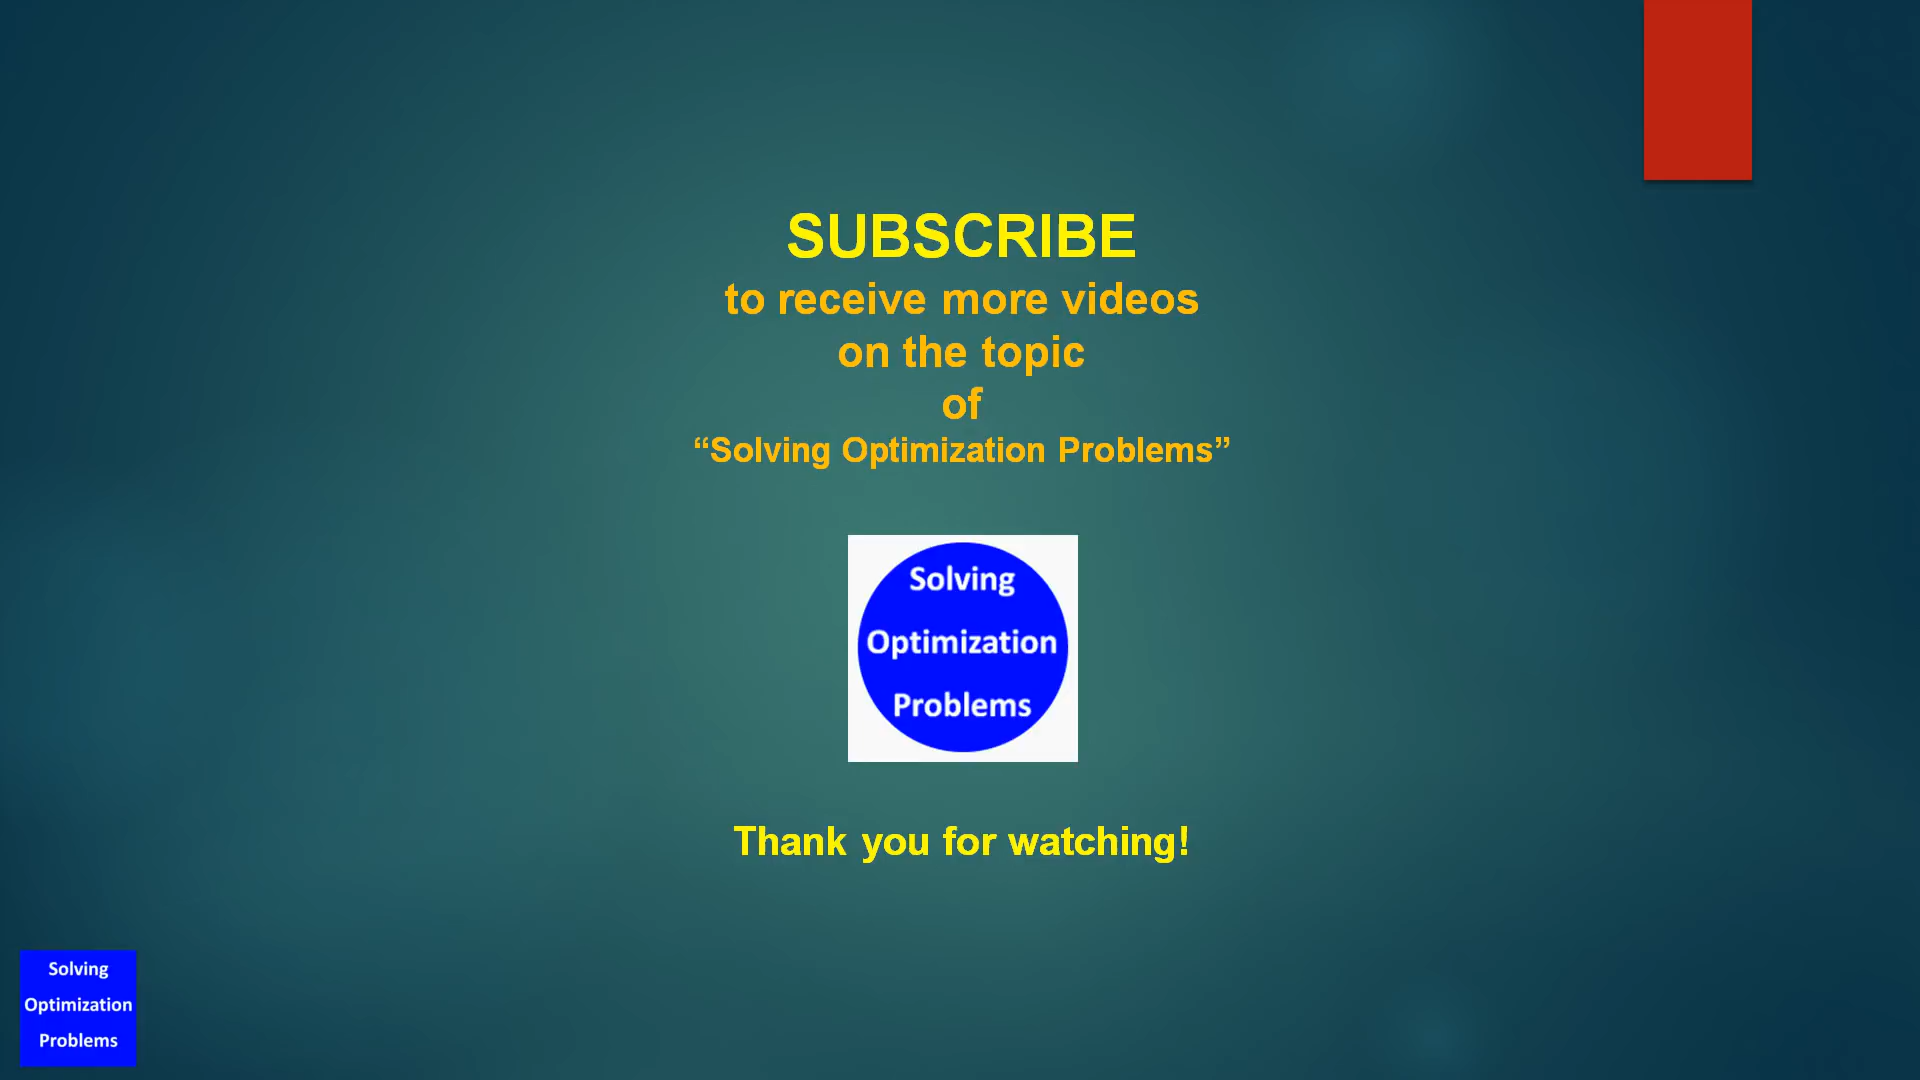 SUBSCRIBE
to receive more videos
on the topic
of
“Solving Optimization Problems”
Solving
Optimization
Problems
Thank you for watching!
Solving
Optimization
Problems